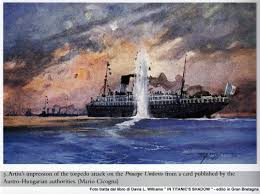 5. Artist's impression of the torpedo attack on the Principe Umberto from a card published by the
Austro-Hungarian authorities. (Mario Cicogna)
Foto tratta dal libro di Davis L. Williams " IN TITANIC'S SHADOW " - edito in Gran Bretagna